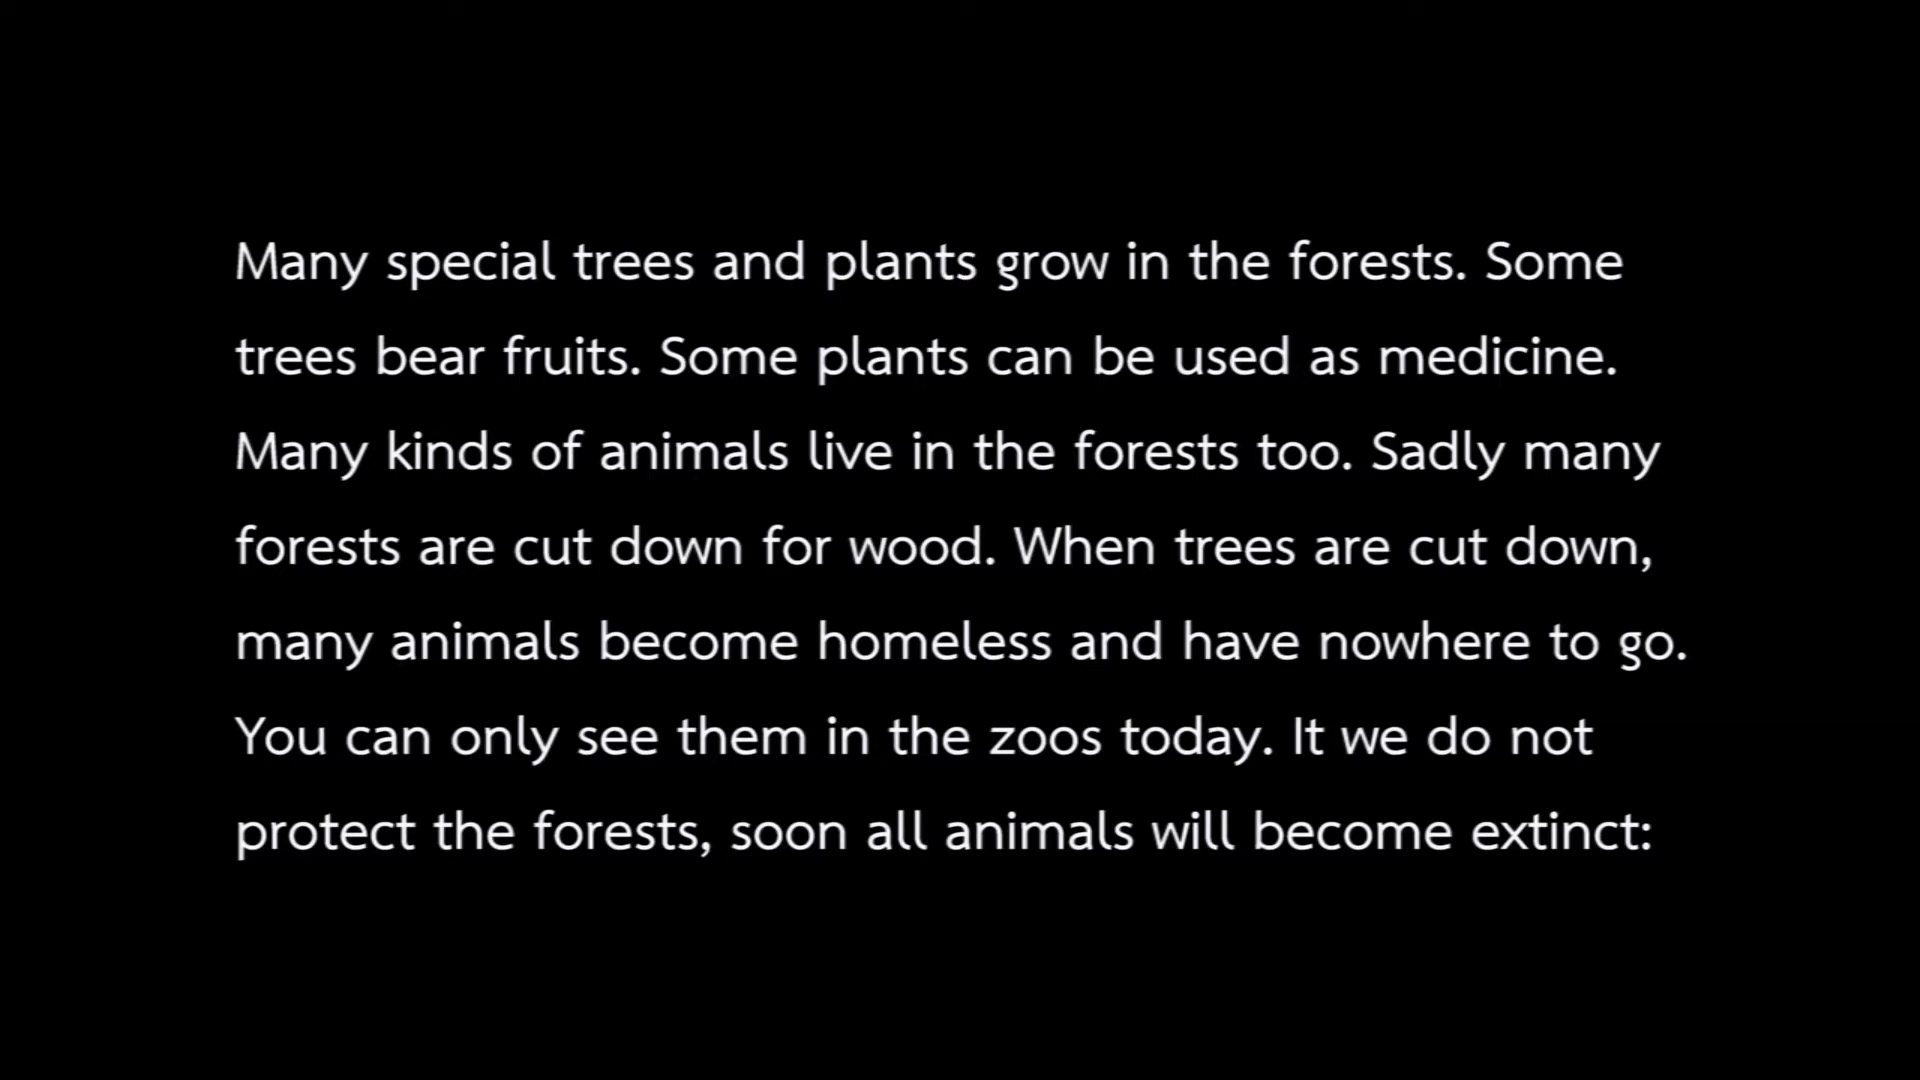 Many special trees and plants grow in the forests. Some
trees bear fruits. Some plants can be used as medicine.
Many kinds of animals live in the forests too. Sadly many
forests are cut down for wood. When trees are cut down,
many animals become homeless and have nowhere to go.
You can only see them in the zoos today. It we do not
protect the forests, soon all animals will become extinct: